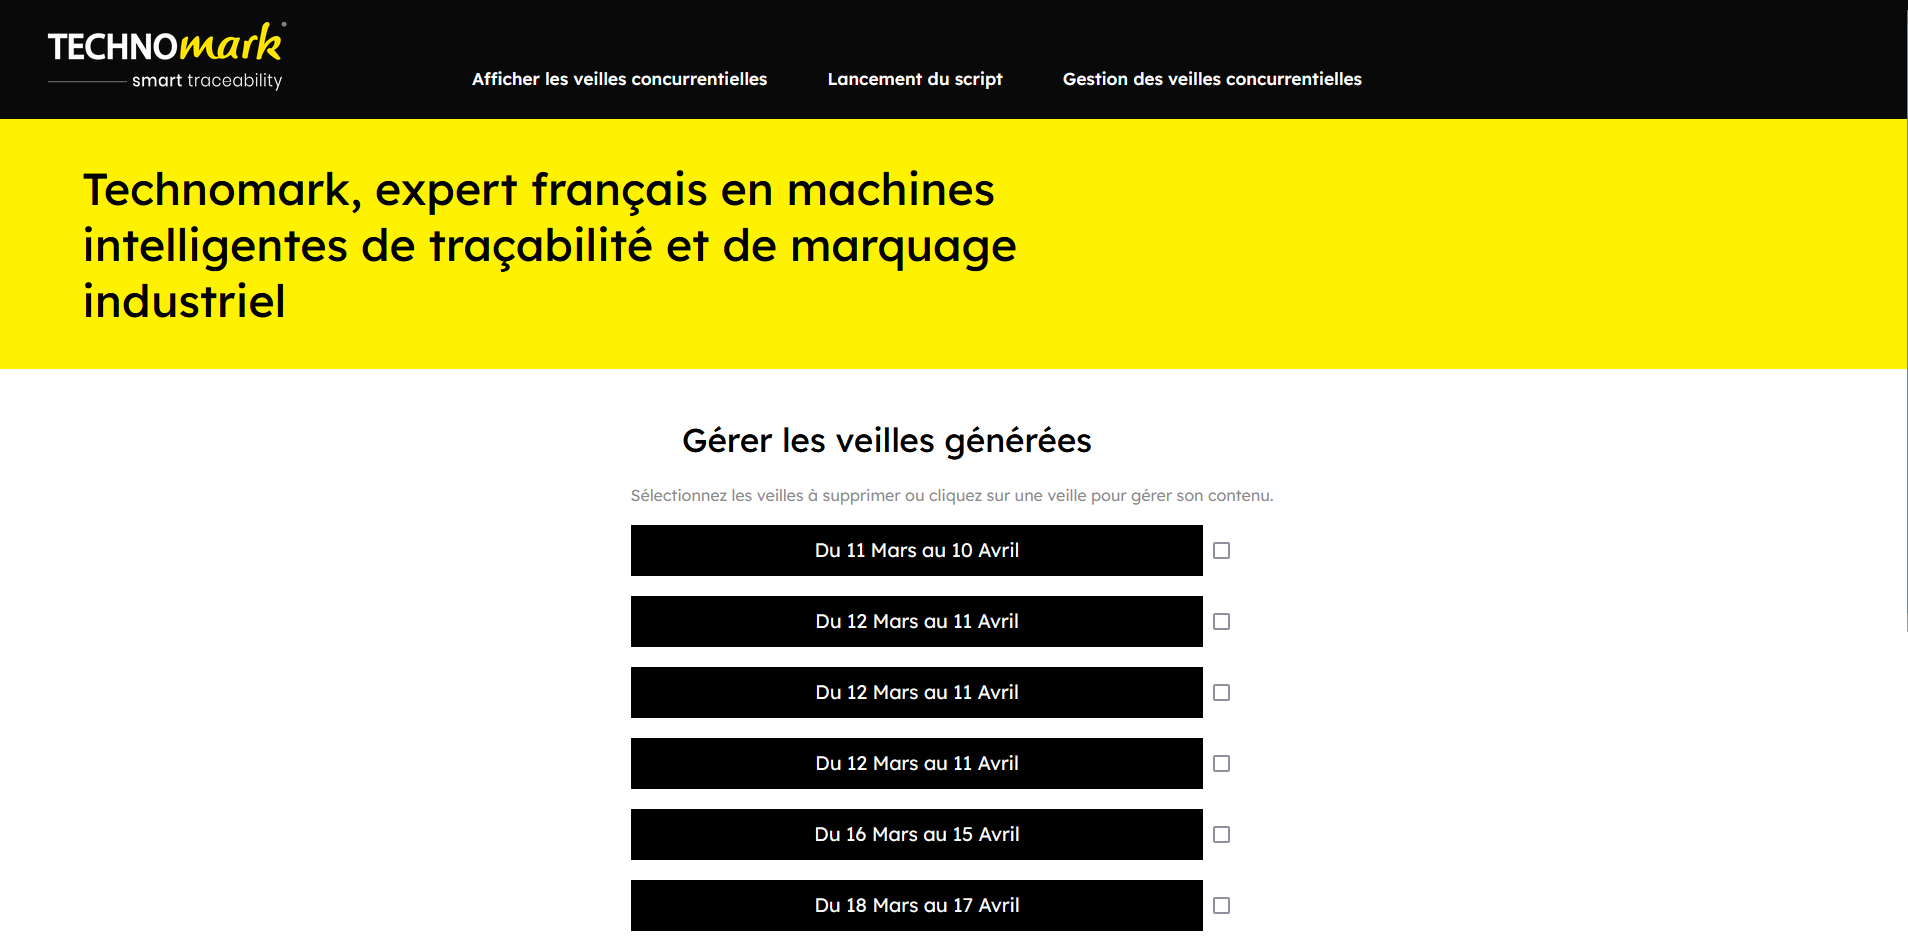 TECHNOmark
smart traceability
Afficher les veilles concurrentielles
Lancement du script
Gestion des veilles concurrentielles
Technomark, expert français en machines
intelligentes de traçabilité et de marquage
industriel
Gérer les veilles générées
Sélectionnez les veilles à supprimer ou cliquez sur une veille pour gérer son contenu.
Du 11 Mars au 10 Avril
Du 12 Mars au 11 Avril
Du 12 Mars au 11 Avril
Du 12 Mars au 11 Avril
Du 16 Mars au 15 Avril
Du 18 Mars au 17 Avril